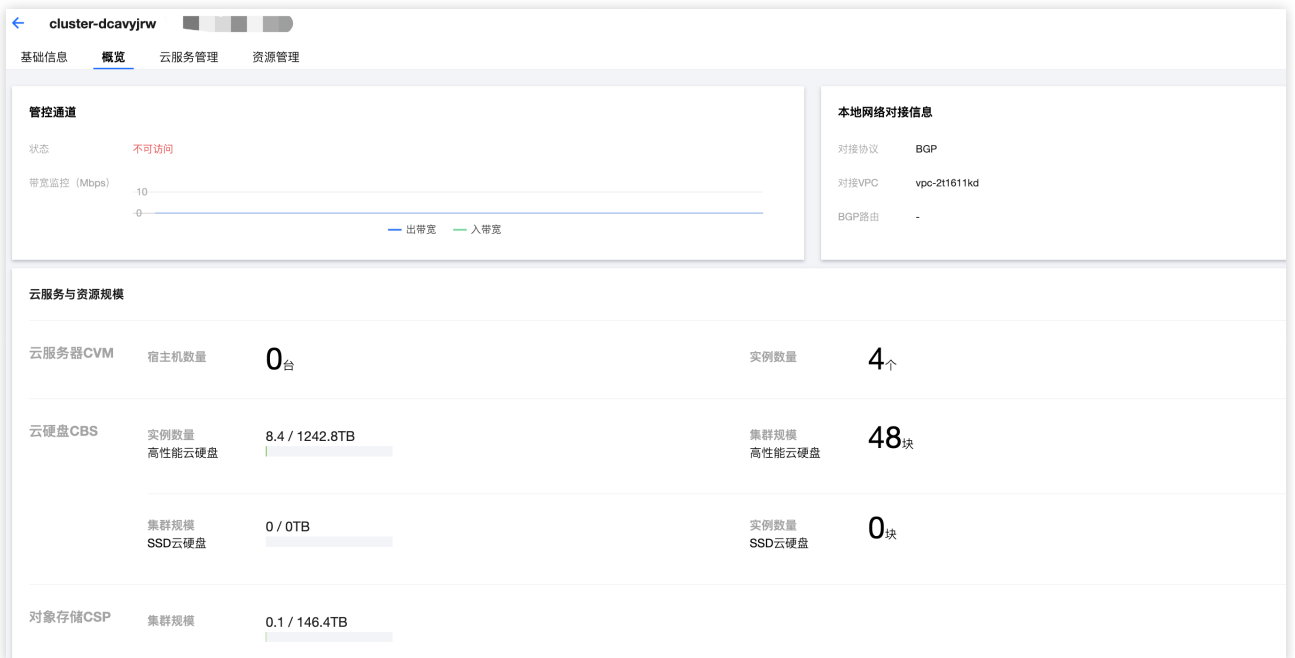 cluster-dcavyjrw
基础信息 概览 云服务管理 资源管理
管控通道
状态 不可访问
带宽监控（Mbps）
10
0
出带宽 入带宽
本地网络对接信息
对接协议 BGP
对接VPC vpc-2t1611kd
BGP路由 -
云服务与资源规模
云服务器CVM 宿主机数量 0台 实例数量 4个
云硬盘CBS 实例数量 8.4 / 1242.8TB 集群规模 48块
高性能云硬盘 高性能云硬盘
集群规模 0 / 0TB 实例数量 0块
SSD云硬盘 SSD云硬盘
对象存储CSP 集群规模 0.1 / 146.4TB